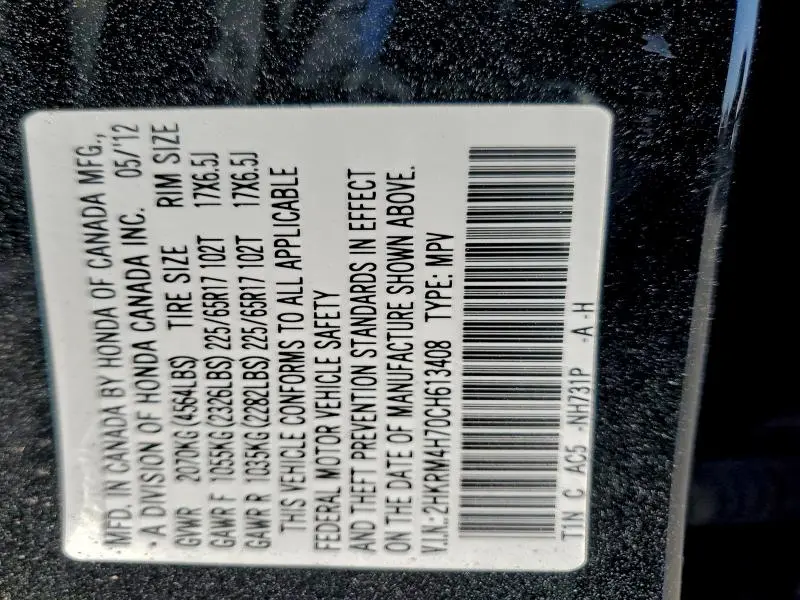 MFD. IN CANADA BY HONDA OF CANADA MFG.,
A DIVISION OF HONDA CANADA INC. 05/'12
GVWR 2070KG (4564LBS) TIRE SIZE RIM SIZE
GAWR F 1055KG (2326LBS) 225/65R17 102T 17X6.5J
GAWR R 1035KG (2282LBS) 225/65R17 102T 17X6.5J
THIS VEHICLE CONFORMS TO ALL APPLICABLE
FEDERAL MOTOR VEHICLE SAFETY
AND THEFT PREVENTION STANDARDS IN EFFECT
ON THE DATE OF MANUFACTURE SHOWN ABOVE.
V.I.N.: 2HKRM4H70CH613408 TYPE: MPV
T1N C AC5 -NH731P -A -H